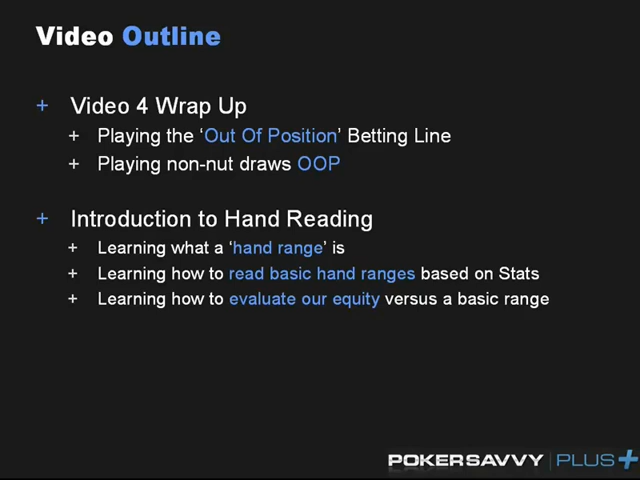 Video Outline
+ Video 4 Wrap Up
+ Playing the ‘Out Of Position’ Betting Line
+ Playing non-nut draws OOP
+ Introduction to Hand Reading
+ Learning what a ‘hand range’ is
+ Learning how to read basic hand ranges based on Stats
+ Learning how to evaluate our equity versus a basic range
POKERSAVVY | PLUS+